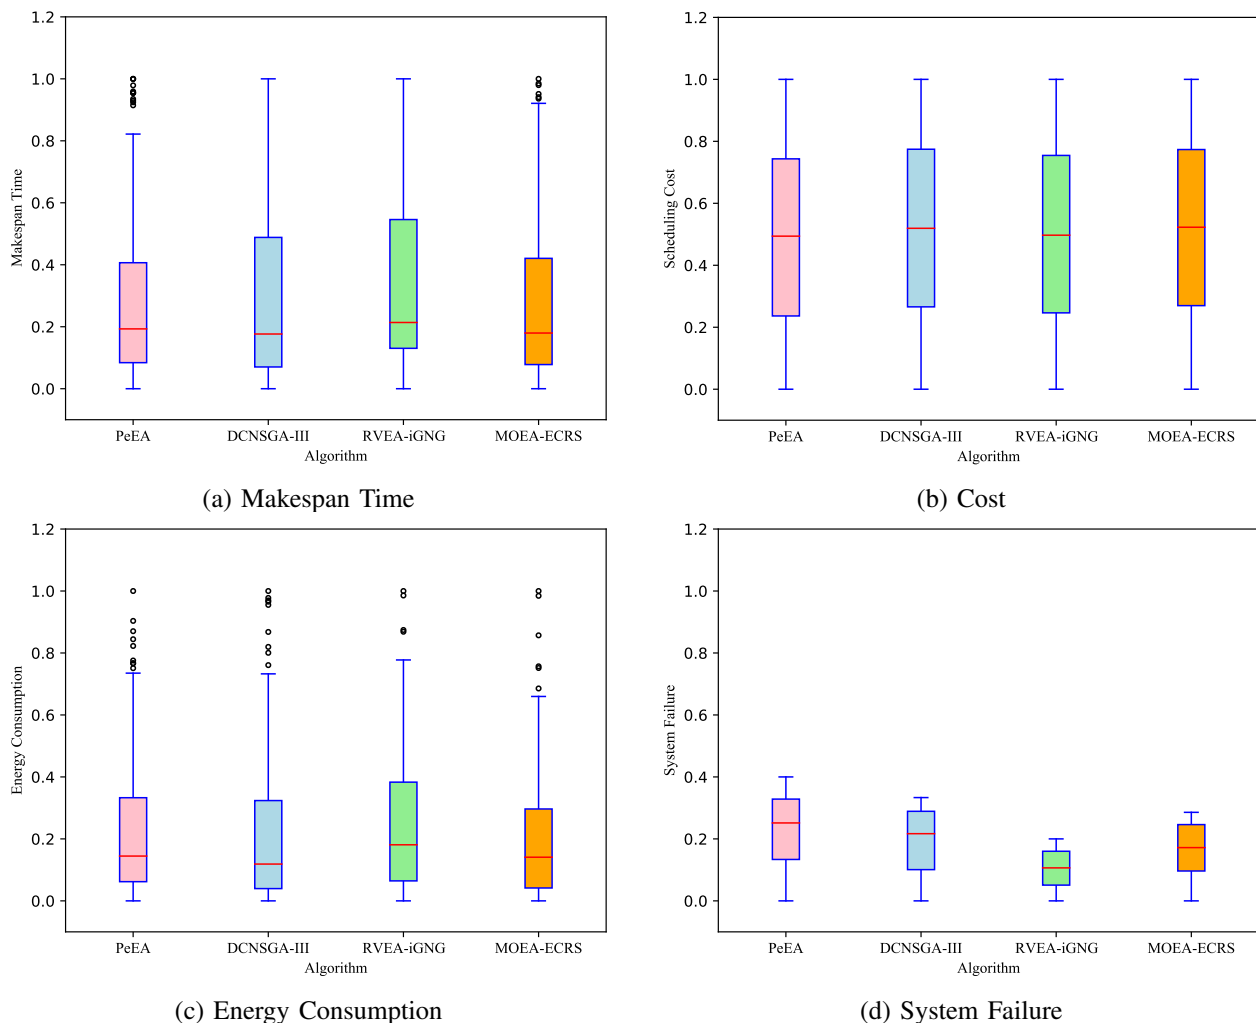 1.2
1.0
0.8
0.6
0.4
0.2
0.0
Makespan Time
PeEA
DCNSGA-III
RVEA-iGNG
MOEA-ECRS
Algorithm
(a) Makespan Time
1.2
1.0
0.8
0.6
0.4
0.2
0.0
Scheduling Cost
PeEA
DCNSGA-III
RVEA-iGNG
MOEA-ECRS
Algorithm
(b) Cost
1.2
1.0
0.8
0.6
0.4
0.2
0.0
Energy Consumption
PeEA
DCNSGA-III
RVEA-iGNG
MOEA-ECRS
Algorithm
(c) Energy Consumption
1.2
1.0
0.8
0.6
0.4
0.2
0.0
System Failure
PeEA
DCNSGA-III
RVEA-iGNG
MOEA-ECRS
Algorithm
(d) System Failure